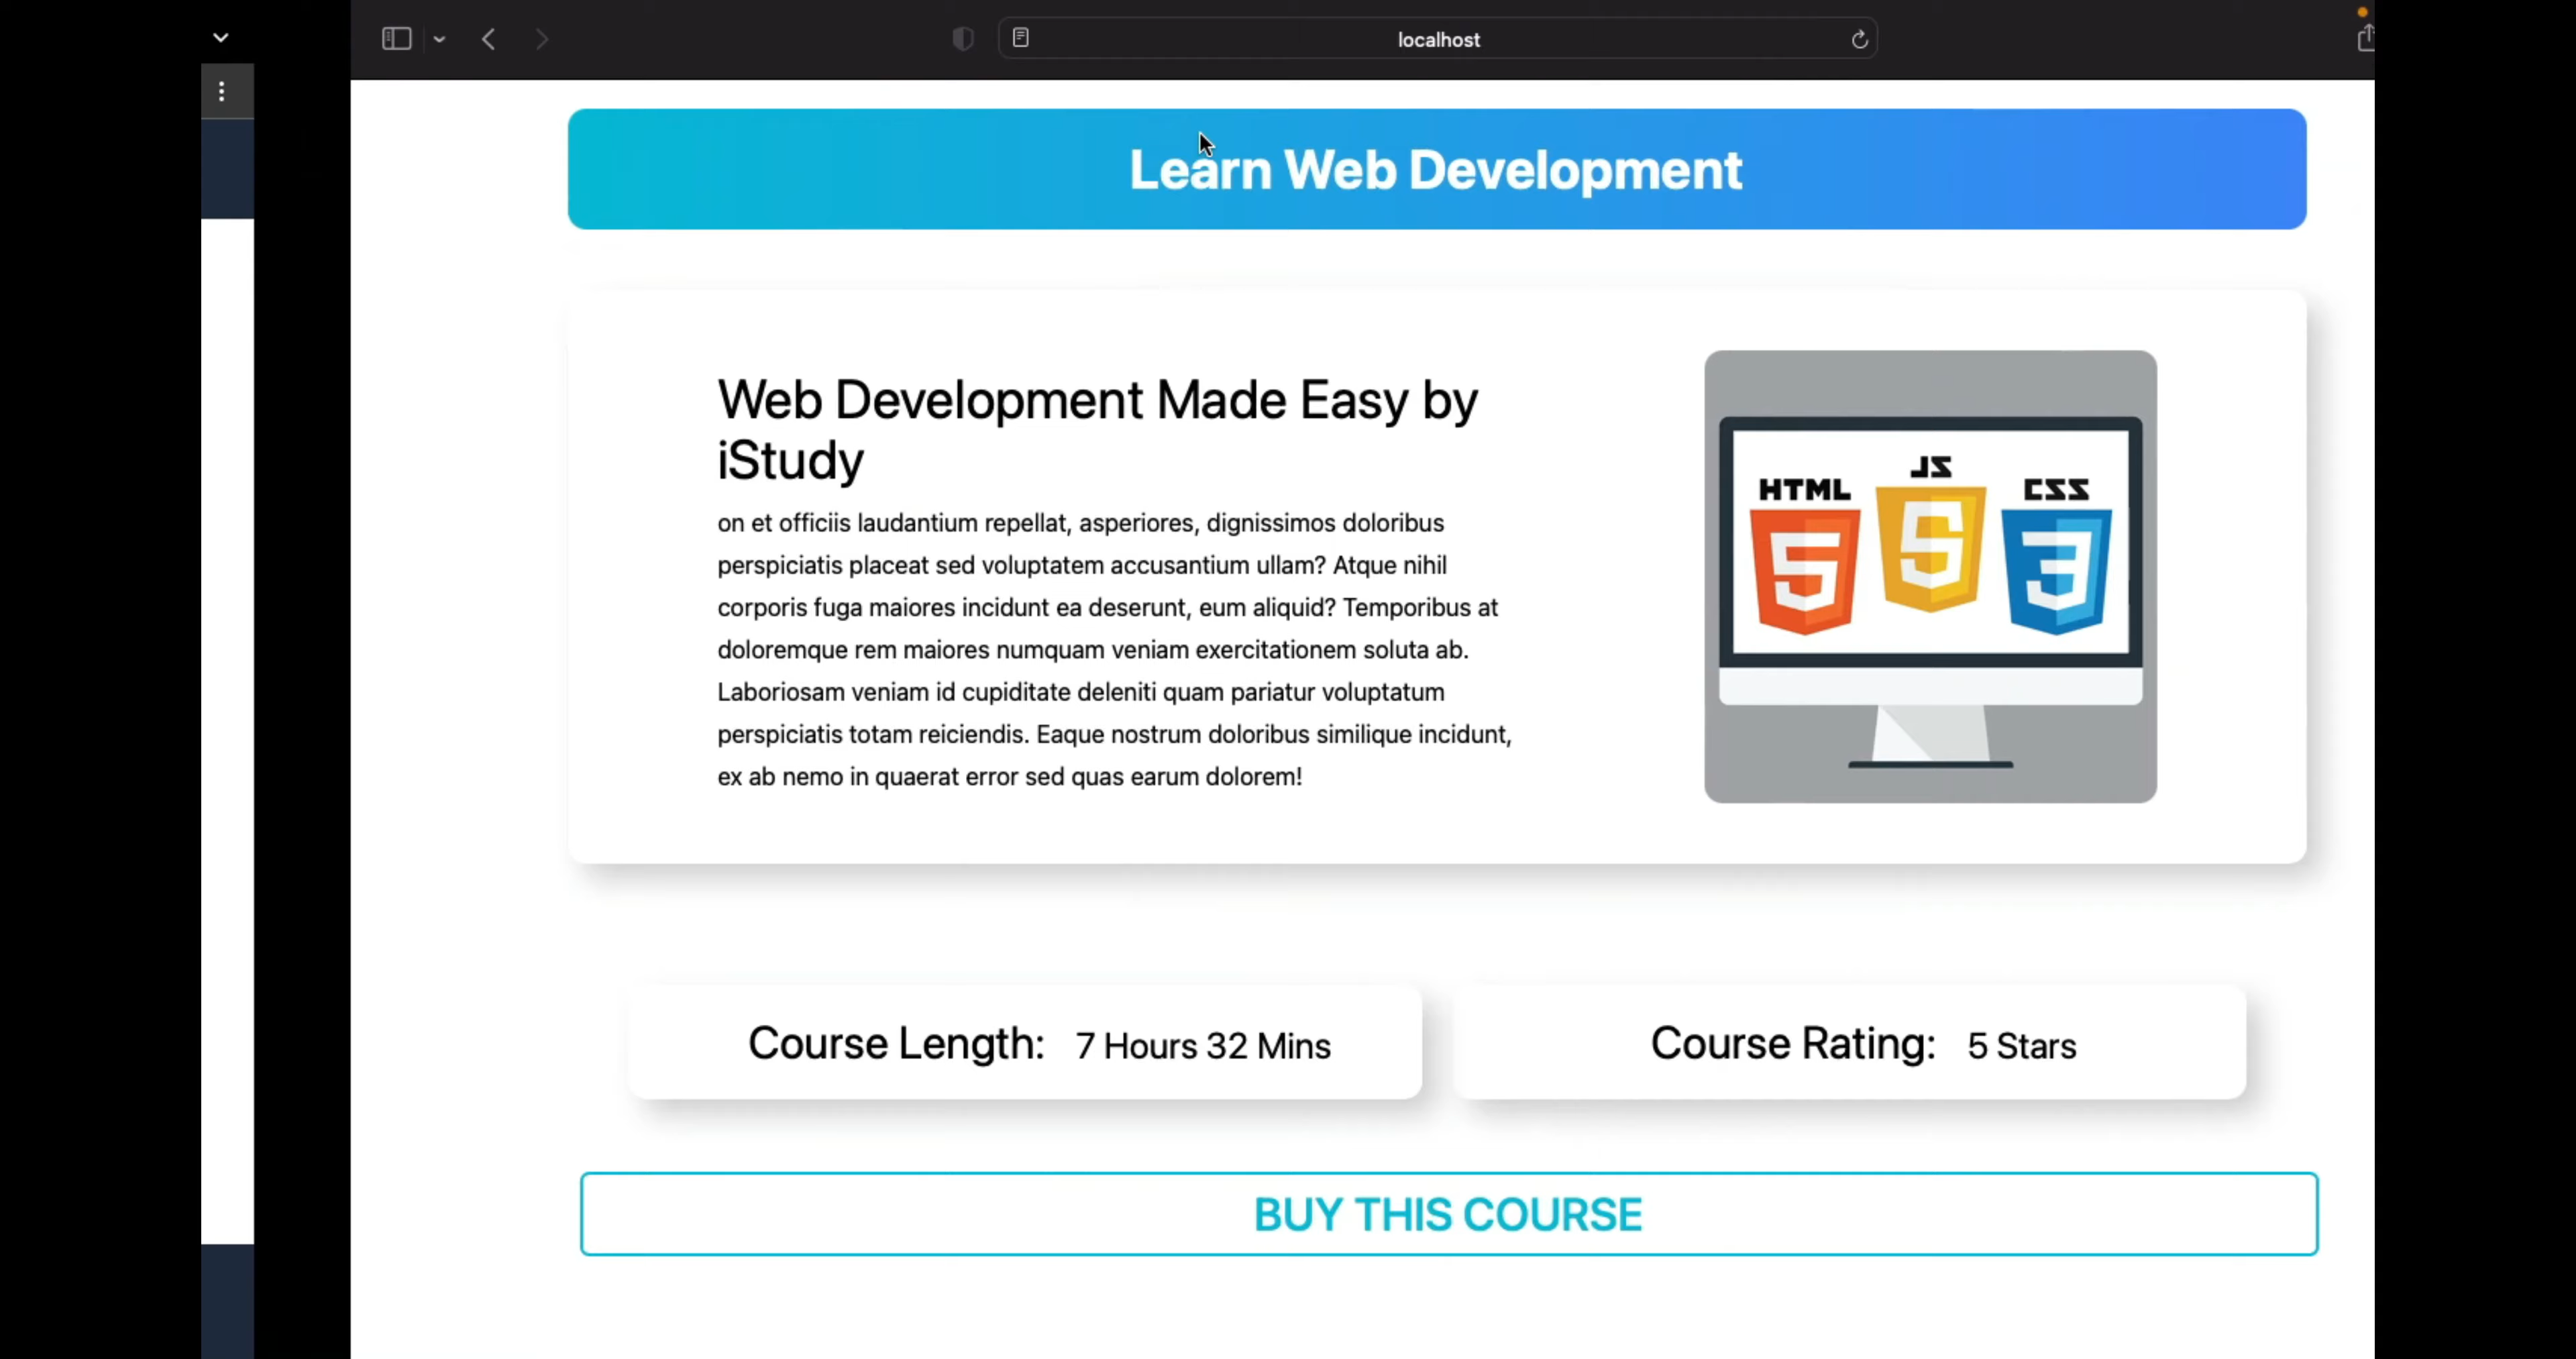 localhost
Learn Web Development
Web Development Made Easy by
iStudy
on et officiis laudantium repellat, asperiores, dignissimos doloribus
perspiciatis placeat sed voluptatem accusantium ullam? Atque nihil
corporis fuga maiores incidunt ea deserunt, eum aliquid? Temporibus at
doloremque rem maiores numquam veniam exercitationem soluta ab.
Laboriosam veniam id cupiditate deleniti quam pariatur voluptatum
perspiciatis totam reiciendis. Eaque nostrum doloribus similique incidunt,
ex ab nemo in quaerat error sed quas earum dolorem!
HTML JS CSS
5 5 3
Course Length: 7 Hours 32 Mins
Course Rating: 5 Stars
BUY THIS COURSE